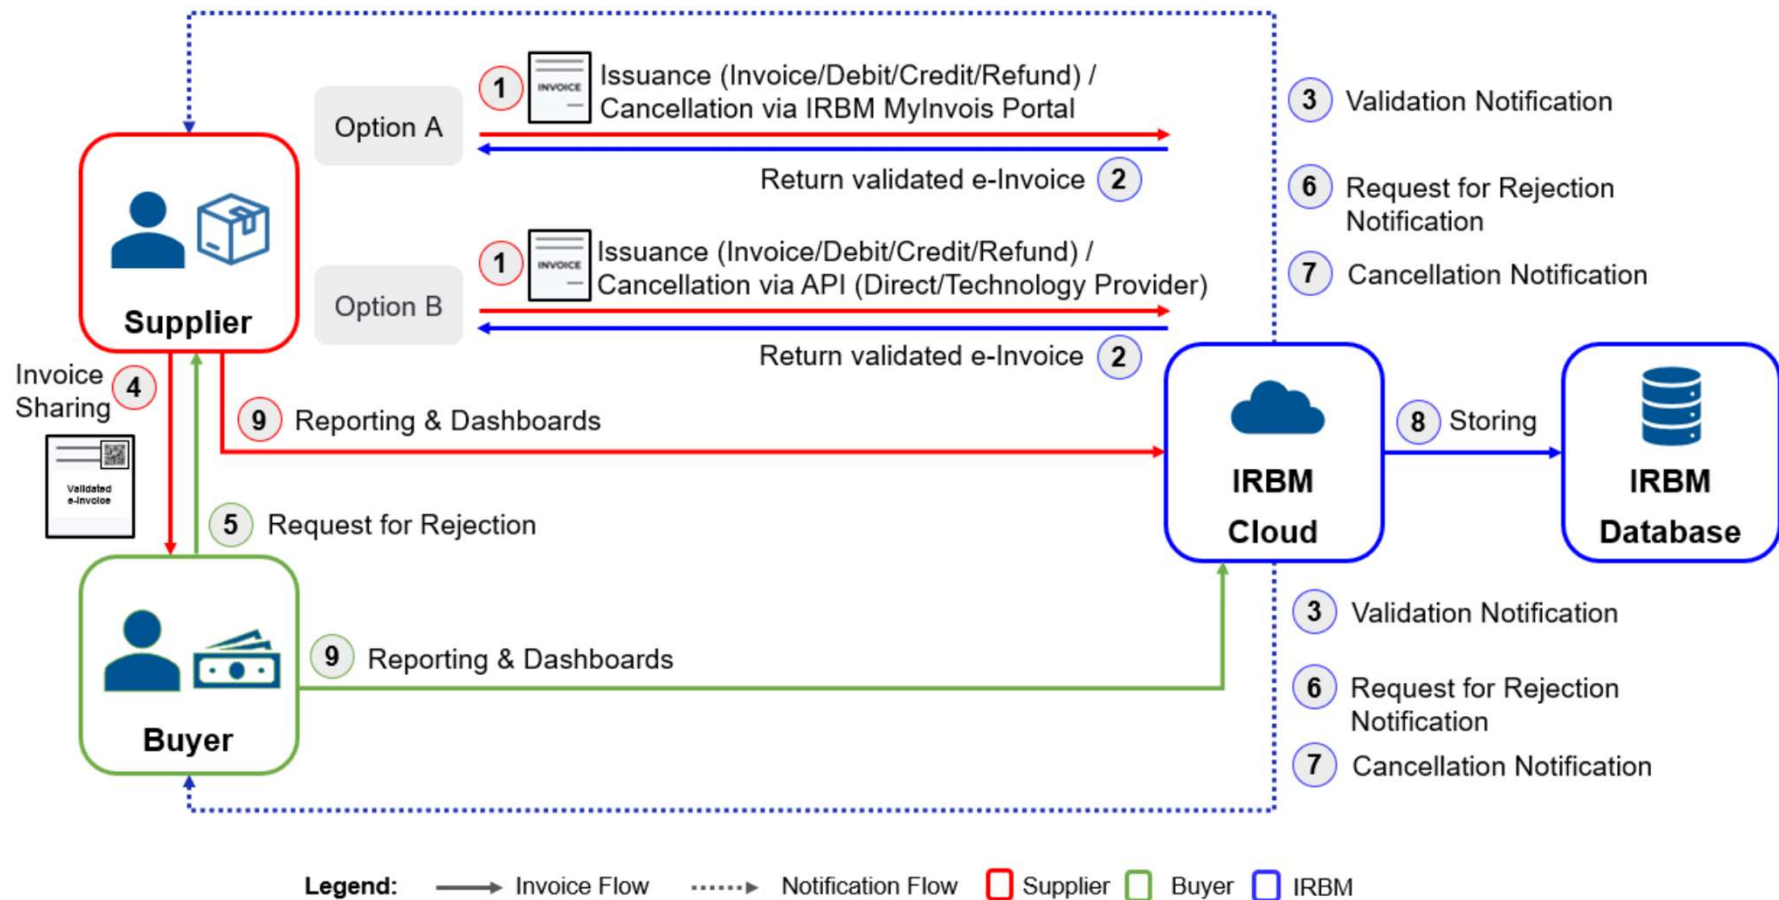 Option A
1
INVOICE
Issuance (Invoice/Debit/Credit/Refund) /
Cancellation via IRBM MyInvois Portal
Return validated e-Invoice 2
3 Validation Notification
6 Request for Rejection
Notification
7 Cancellation Notification
Supplier
Option B
1
INVOICE
Issuance (Invoice/Debit/Credit/Refund) /
Cancellation via API (Direct/Technology Provider)
Return validated e-Invoice 2
Invoice
Sharing
4
Validated
e-Invoice
9 Reporting & Dashboards
5 Request for Rejection
IRBM
Cloud
8 Storing
IRBM
Database
Buyer
9 Reporting & Dashboards
3 Validation Notification
6 Request for Rejection
Notification
7 Cancellation Notification
Legend: Invoice Flow Notification Flow Supplier Buyer IRBM